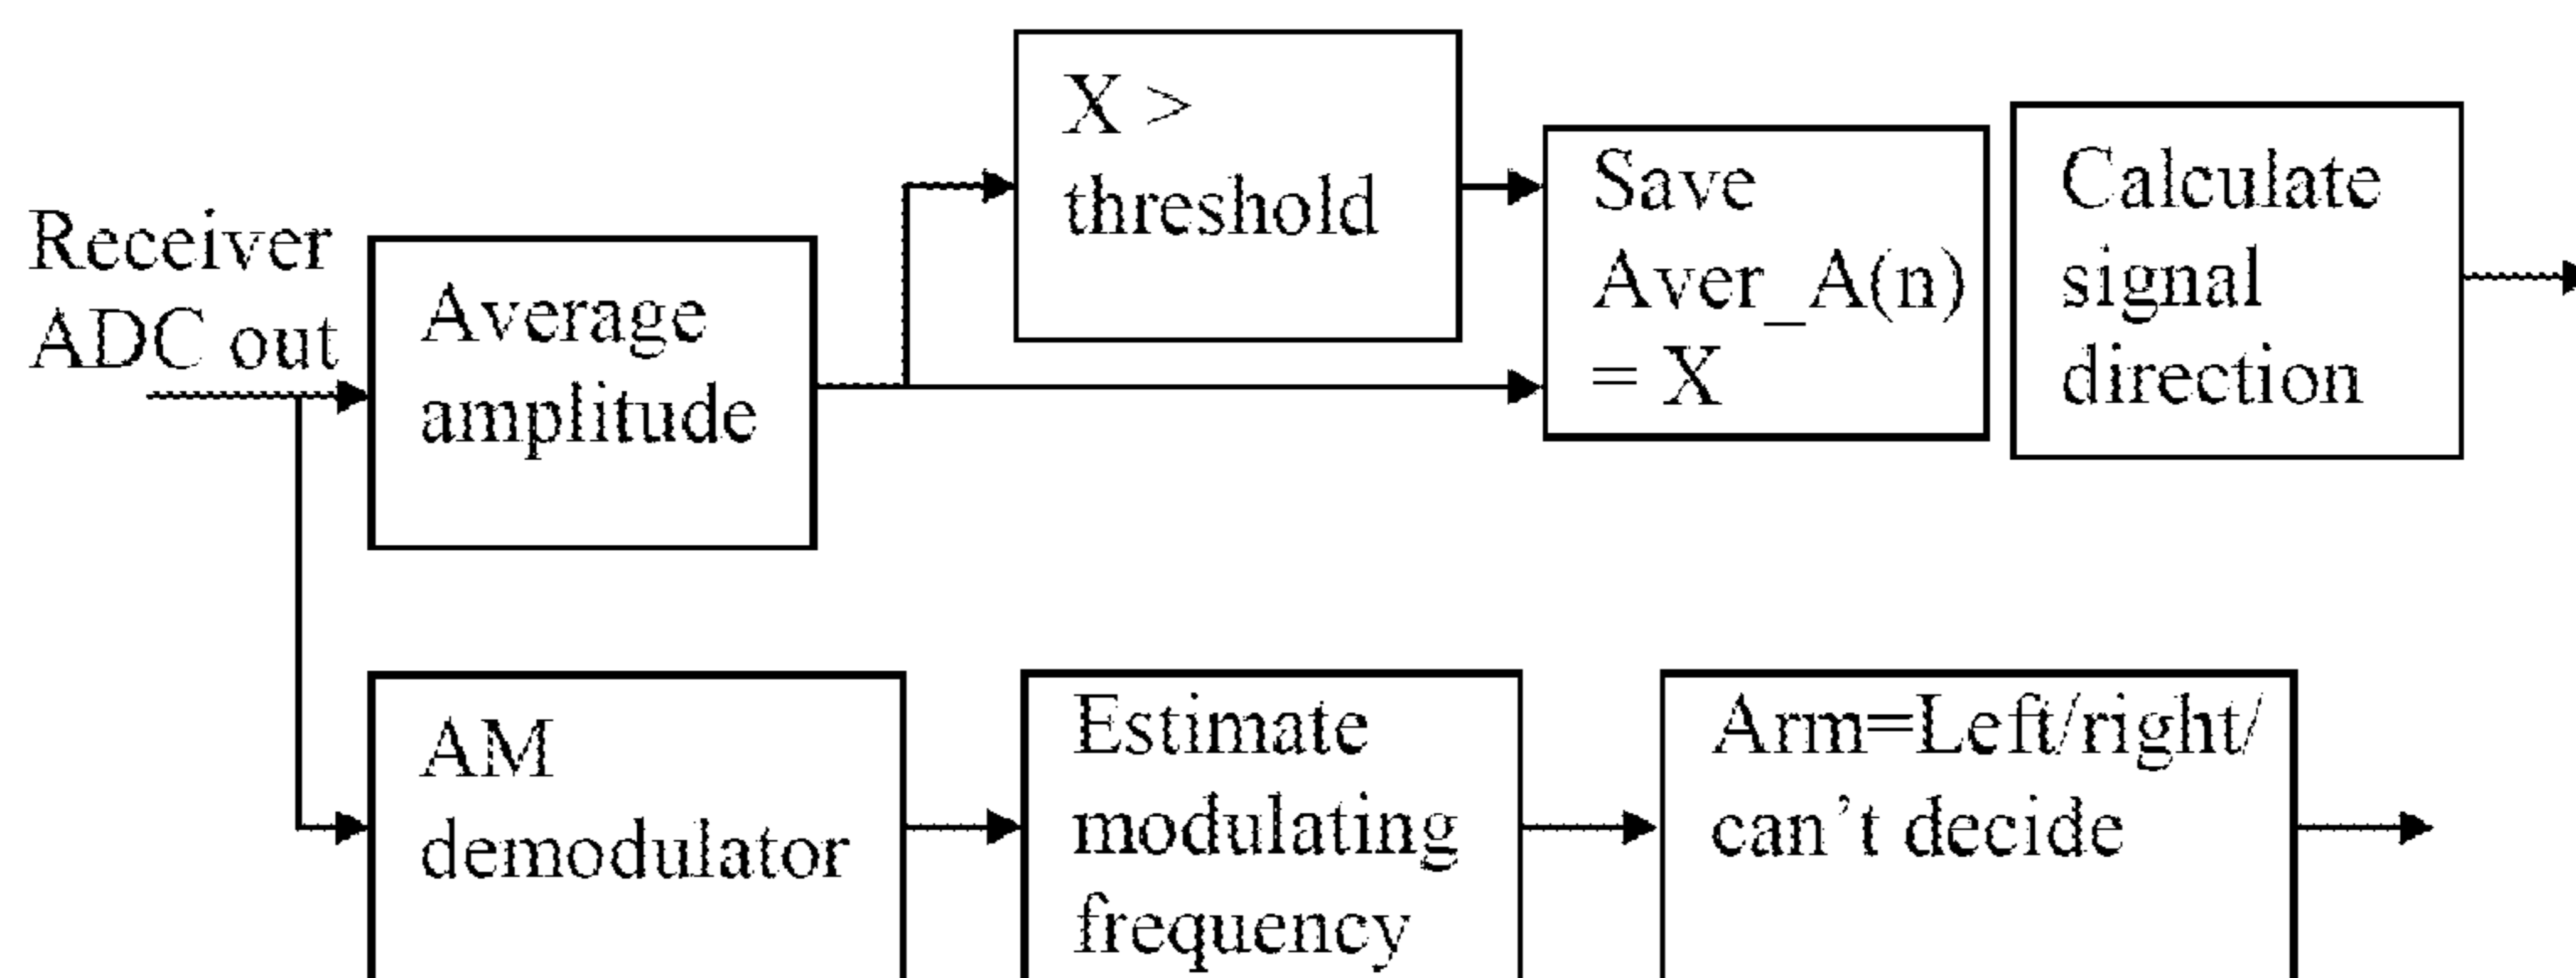 Receiver
ADC out
Average
amplitude
X >
threshold
Save
Aver_A(n)
= X
Calculate
signal
direction
AM
demodulator
Estimate
modulating
frequency
Arm=Left/right/
can't decide